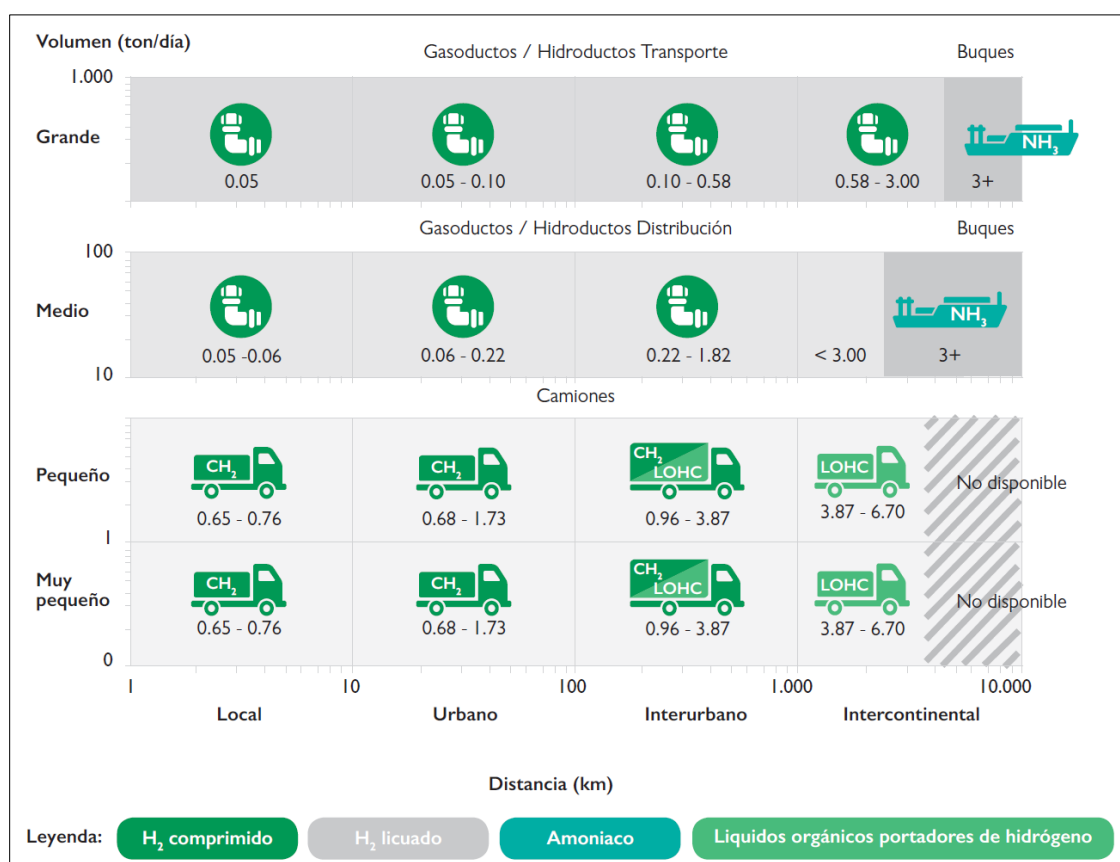 Volumen (ton/día)
Gasoductos / Hidroductos Transporte
Buques
1.000
Grande
NH3
0.05
0.05 - 0.10
0.10 - 0.58
0.58 - 3.00
3+
Gasoductos / Hidroductos Distribución
Buques
100
Medio
NH3
0.05 -0.06
0.06 - 0.22
0.22 - 1.82
< 3.00
3+
10
Camiones
Pequeño
CH2
CH2
CH2
LOHC
LOHC
No disponible
0.65 - 0.76
0.68 - 1.73
0.96 - 3.87
3.87 - 6.70
1
Muy
pequeño
CH2
CH2
CH2
LOHC
LOHC
No disponible
0.65 - 0.76
0.68 - 1.73
0.96 - 3.87
3.87 - 6.70
0
1
10
100
1.000
10.000
Local
Urbano
Interurbano
Intercontinental
Distancia (km)
Leyenda:
H2 comprimido
H2 licuado
Amoniaco
Liquidos orgánicos portadores de hidrógeno